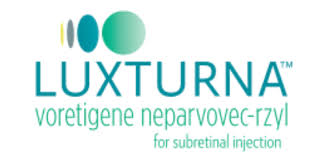 LUXTURNA™
voretigene neparvovec-rzyl
for subretinal injection